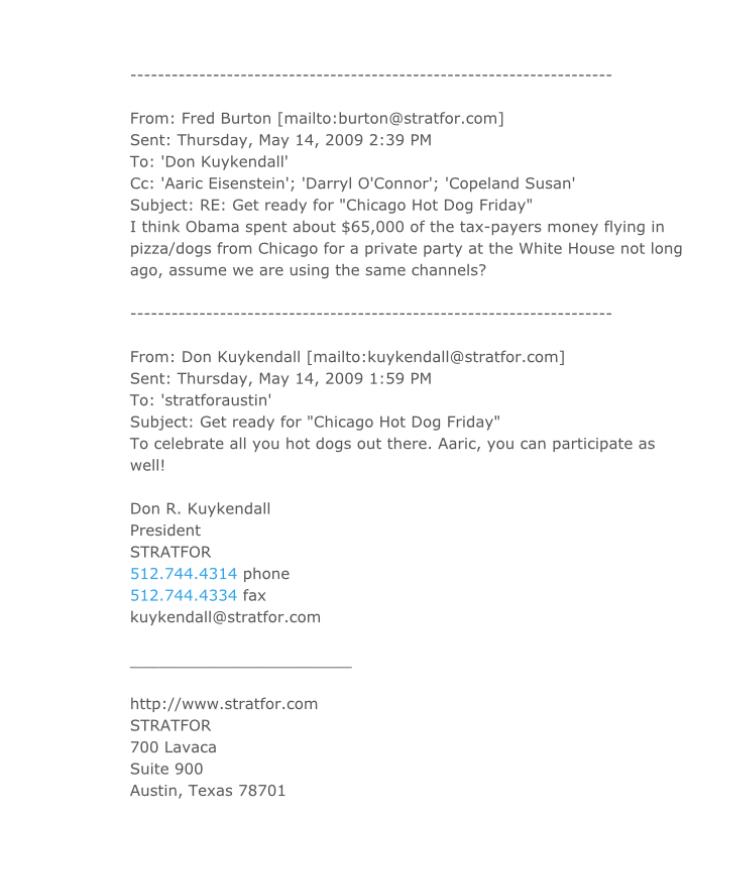 ----------------------------------------------------------------------
From: Fred Burton [mailto:burton@stratfor.com]
Sent: Thursday, May 14, 2009 2:39 PM
To: 'Don Kuykendall'
Cc: 'Aaric Eisenstein'; 'Darryl O'Connor'; 'Copeland Susan'
Subject: RE: Get ready for "Chicago Hot Dog Friday"
I think Obama spent about $65,000 of the tax-payers money flying in
pizza/dogs from Chicago for a private party at the White House not long
ago, assume we are using the same channels?
----------------------------------------------------------------------
From: Don Kuykendall [mailto:kuykendall@stratfor.com]
Sent: Thursday, May 14, 2009 1:59 PM
To: 'stratforaustin'
Subject: Get ready for "Chicago Hot Dog Friday"
To celebrate all you hot dogs out there. Aaric, you can participate as
well!
Don R. Kuykendall
President
STRATFOR
512.744.4314 phone
512.744.4334 fax
kuykendall@stratfor.com
__________________________
http://www.stratfor.com
STRATFOR
700 Lavaca
Suite 900
Austin, Texas 78701